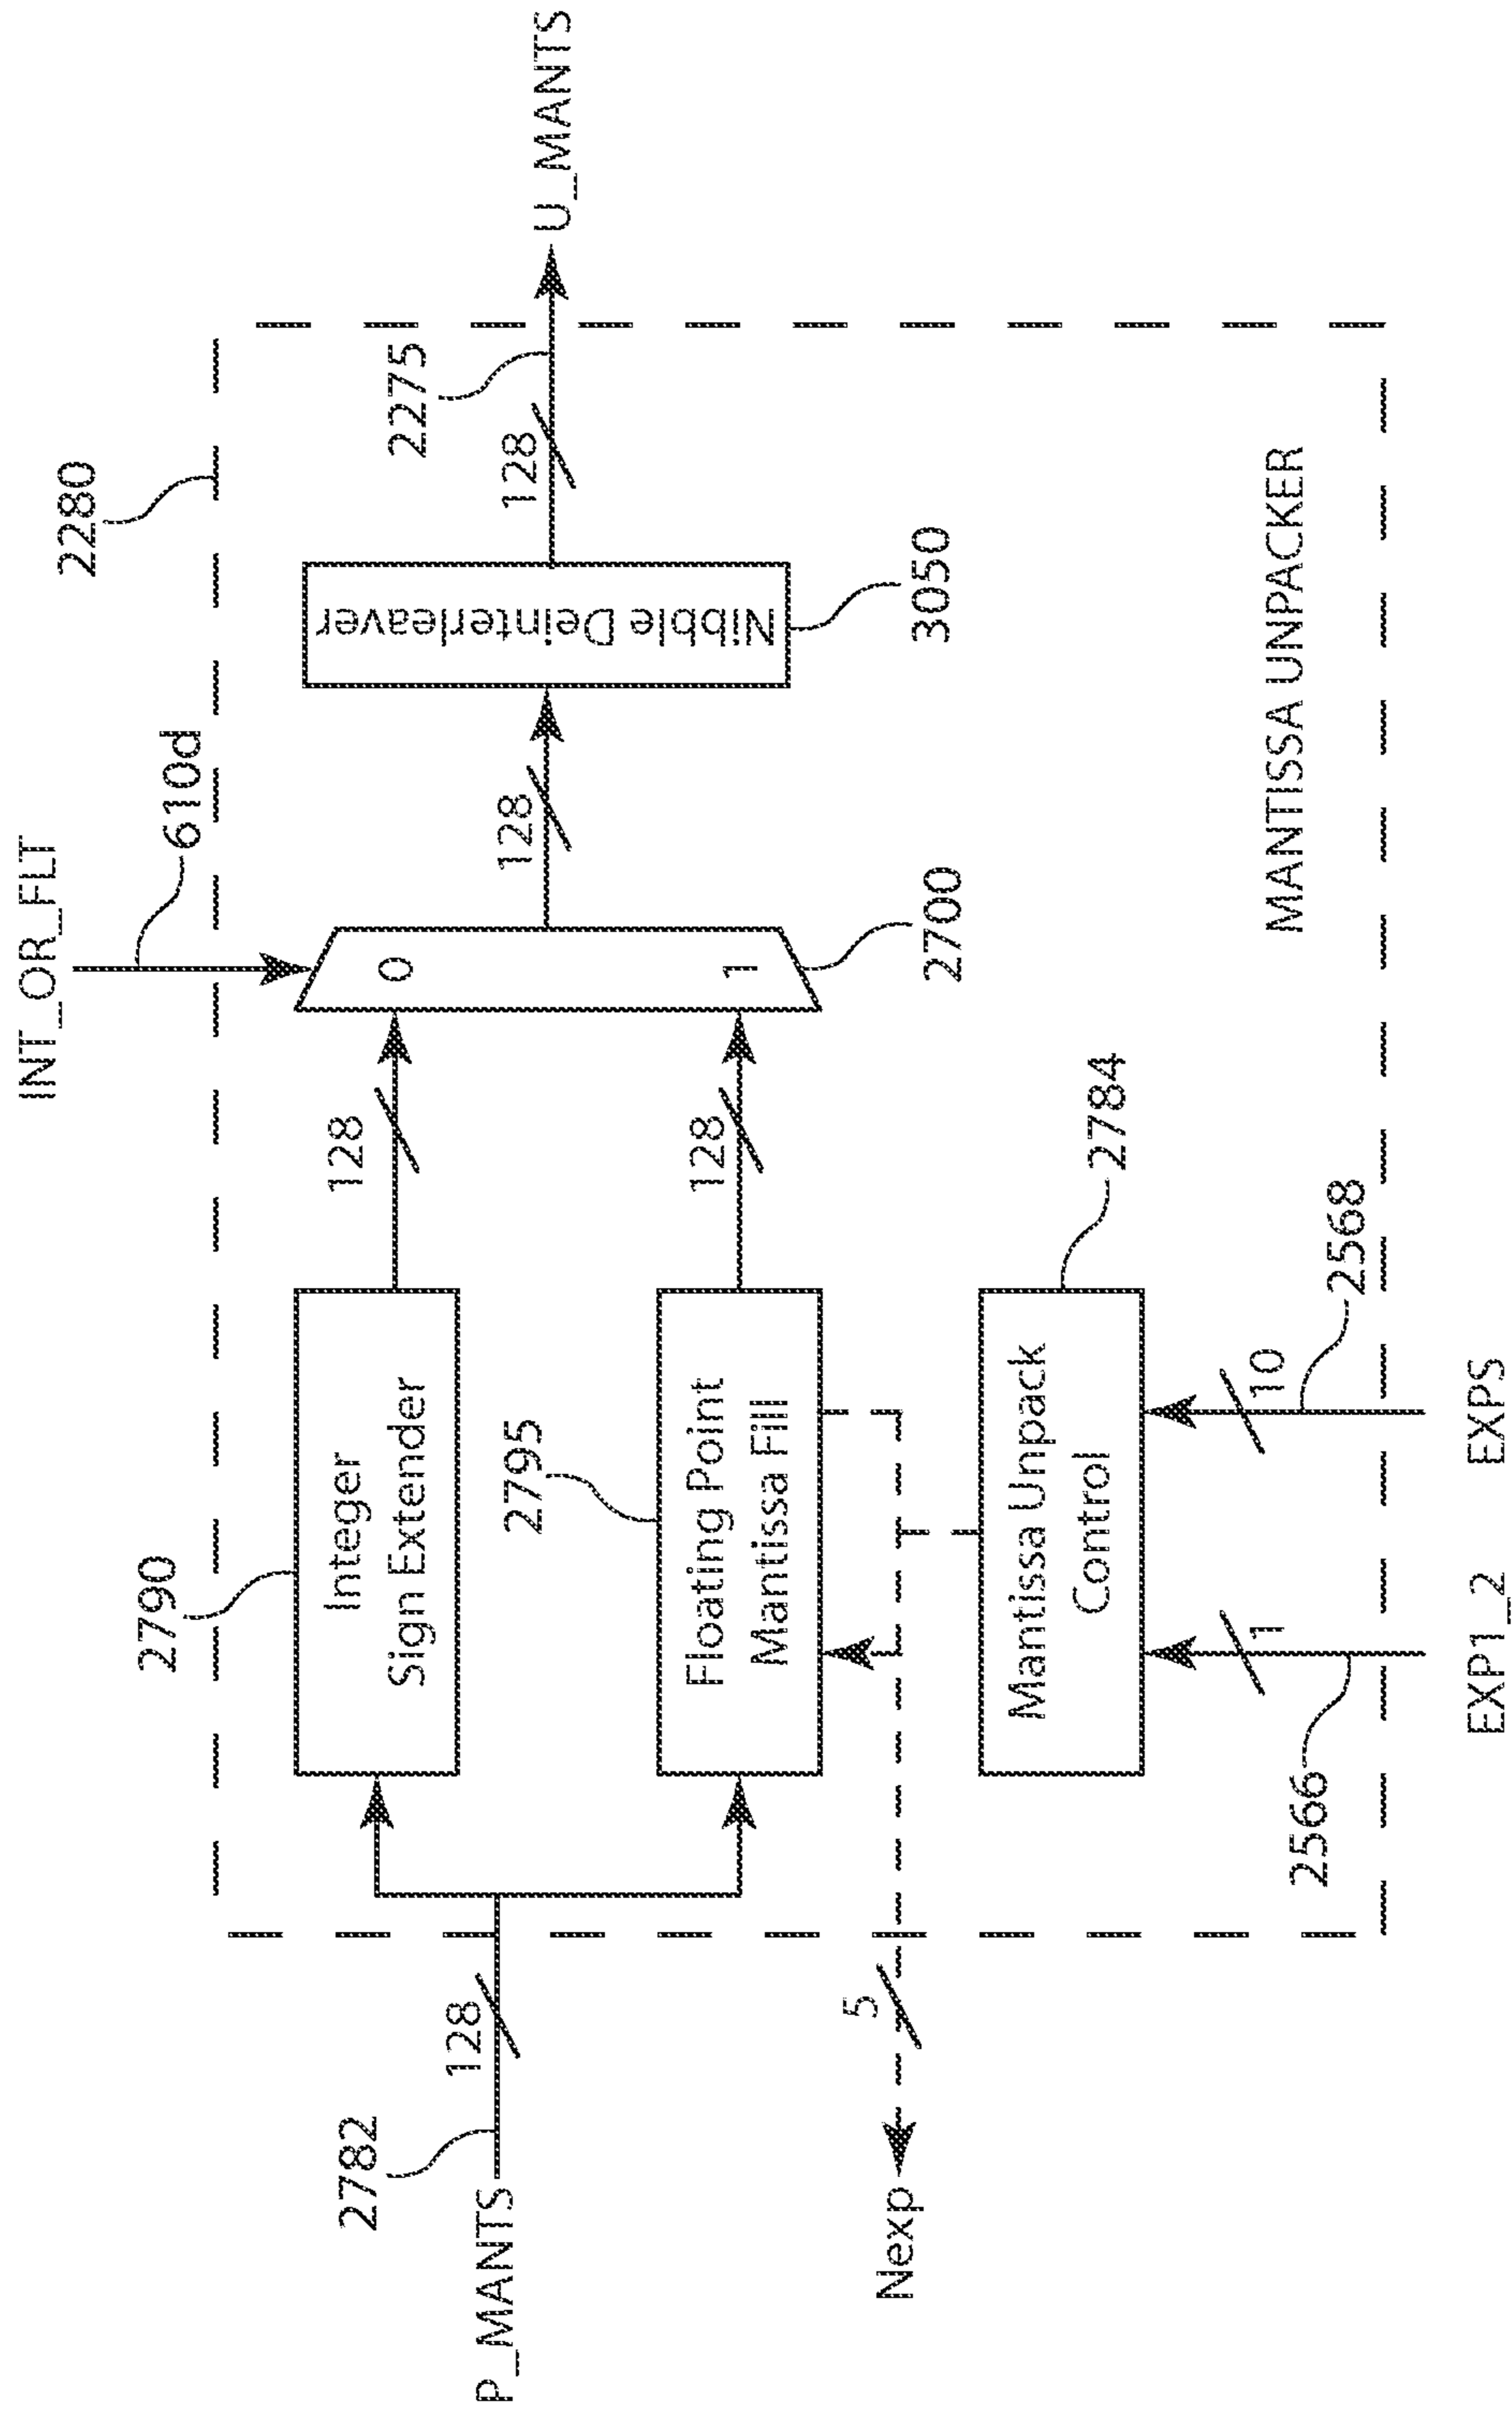 INT_OR_FLT
610d
2280
2790
Integer
Sign Extender
128
0
2782
P_MANTS
128
128
Nibble Deinterleaver
3050
128
2275
U_MANTS
2795
Floating Point
Mantissa Fill
128
1
2700
Nexp
5
Mantissa Unpack
Control
2784
MANTISSA UNPACKER
2566
1
10
2568
EXP1_2
EXPS